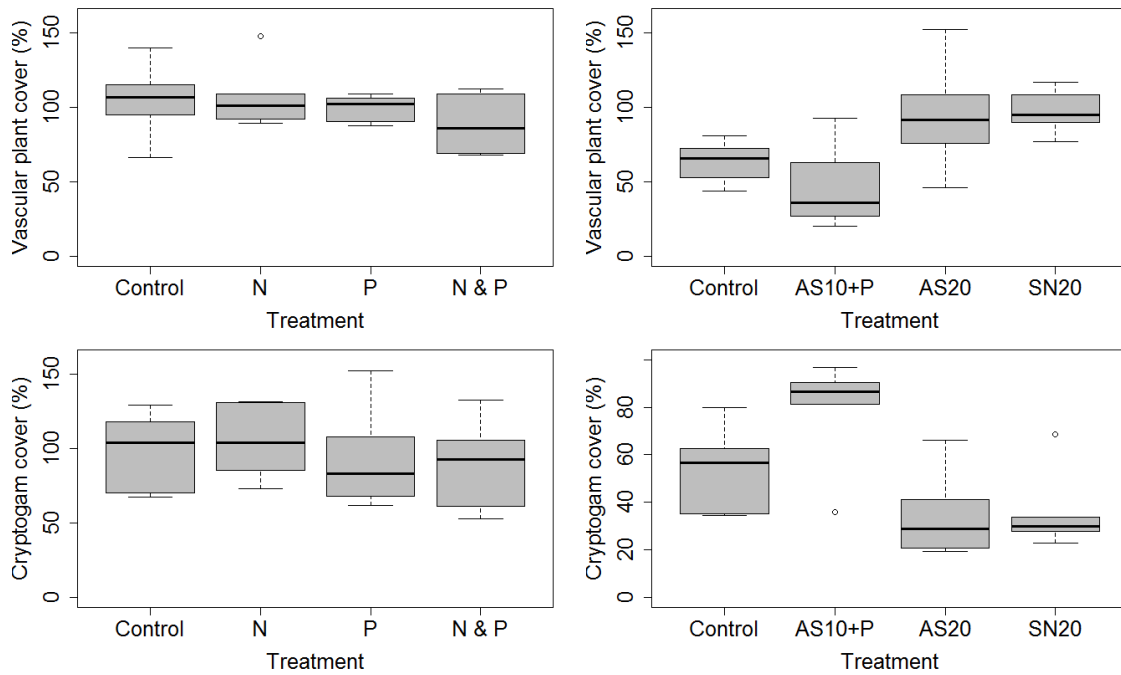 Vascular plant cover (%)
150
100
50
0
Control N P N & P
Treatment
Vascular plant cover (%)
150
100
50
0
Control AS10+P AS20 SN20
Treatment
Cryptogam cover (%)
150
100
50
0
Control N P N & P
Treatment
Cryptogam cover (%)
80
60
40
20
0
Control AS10+P AS20 SN20
Treatment